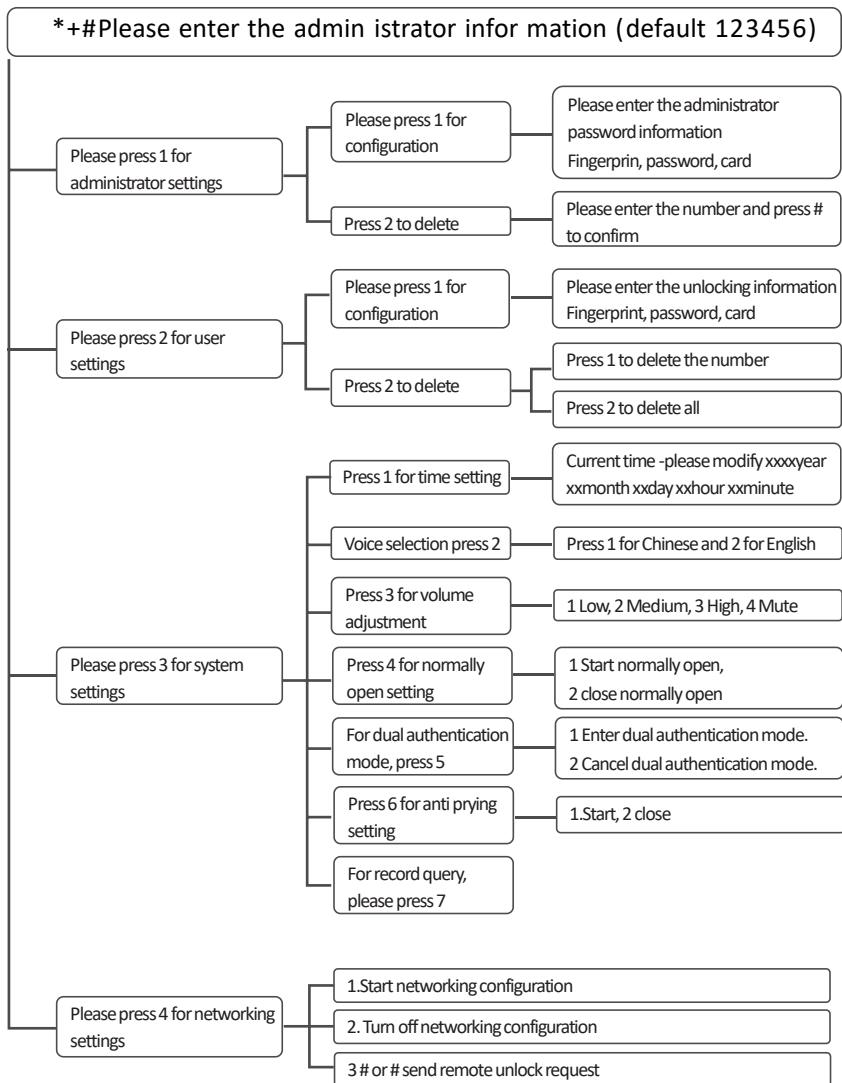 *+#Please enter the admin istrator infor mation (default 123456)
Please press 1 for
administrator settings
Please press 1 for
configuration
Please enter the administrator
password information
Fingerprin, password, card
Press 2 to delete
Please enter the number and press #
to confirm
Please press 2 for user
settings
Please press 1 for
configuration
Please enter the unlocking information
Fingerprint, password, card
Press 2 to delete
Press 1 to delete the number
Press 2 to delete all
Please press 3 for system
settings
Press 1 for time setting
Current time -please modify xxxxyear
xxmonth xxday xxhour xxminute
Voice selection press 2
Press 1 for Chinese and 2 for English
Press 3 for volume
adjustment
1 Low, 2 Medium, 3 High, 4 Mute
Press 4 for normally
open setting
1 Start normally open,
2 close normally open
For dual authentication
mode, press 5
1 Enter dual authentication mode.
2 Cancel dual authentication mode.
Press 6 for anti prying
setting
1.Start, 2 close
For record query,
please press 7
Please press 4 for networking
settings
1.Start networking configuration
2. Turn off networking configuration
3 # or # send remote unlock request